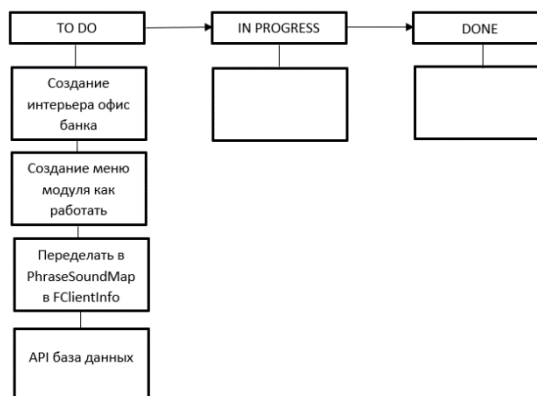 TO DO
IN PROGRESS
DONE
Создание
интерьера офис
банка
Создание меню
модуля как
работать
Переделать в
PhraseSoundMap
в FClientInfo
API база данных